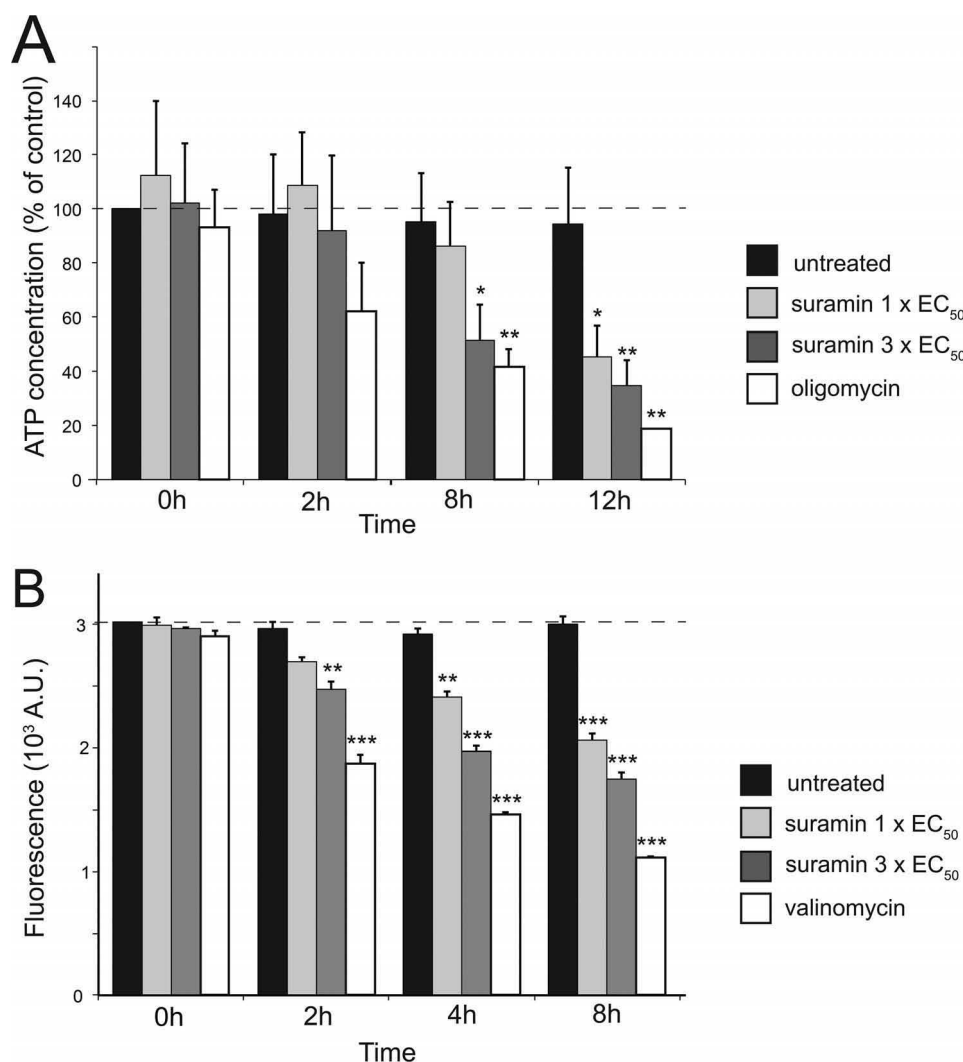 A
ATP concentration (% of control)
140
120
100
80
60
40
20
0
*
**
*
**
**
0h 2h 8h 12h
Time
untreated
suramin 1 x EC50
suramin 3 x EC50
oligomycin
B
Fluorescence (10³ A.U.)
3
2
1
0
**
***
**
***
***
***
***
***
0h 2h 4h 8h
Time
untreated
suramin 1 x EC50
suramin 3 x EC50
valinomycin